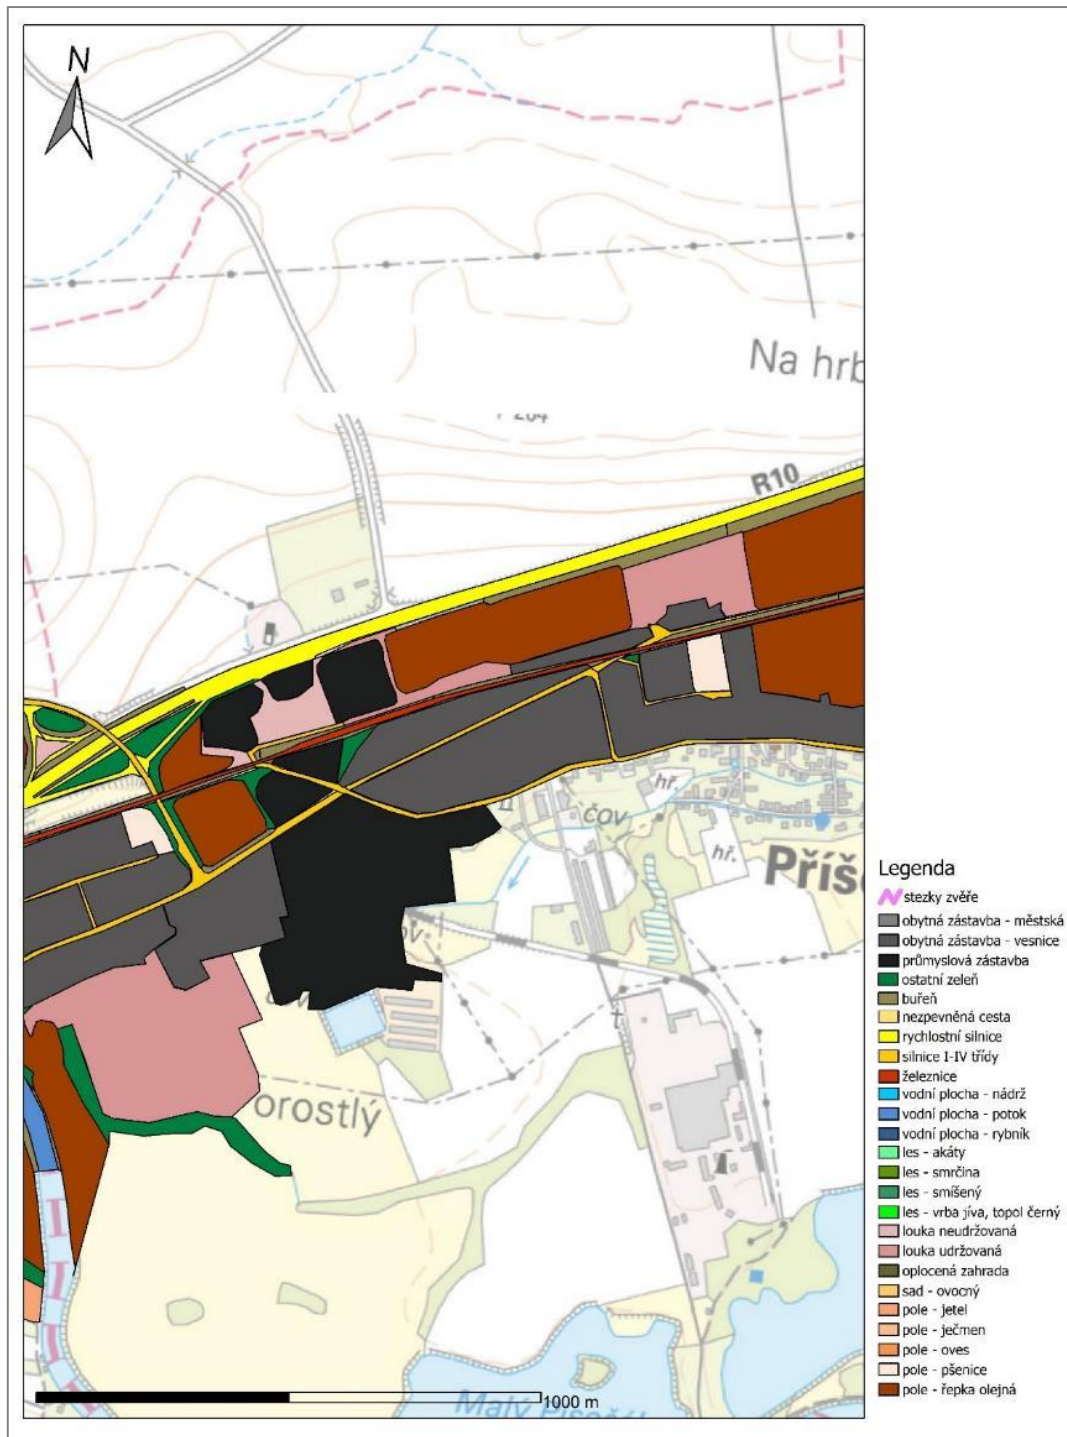 N
Na hrb
R10
hř.
čov
hř.
Příš
orostlý
1000 m
Malý Písečá
Legenda
stezky zvěře
obytná zástavba - městská
obytná zástavba - vesnice
průmyslová zástavba
ostatní zeleň
buřeň
nezpevněná cesta
rychlostní silnice
silnice I-IV třídy
železnice
vodní plocha - nádrž
vodní plocha - potok
vodní plocha - rybník
les - akáty
les - smrčina
les - smíšený
les - vrba jíva, topol černý
louka neudržovaná
louka udržovaná
oplocená zahrada
sad - ovocný
pole - jetel
pole - ječmen
pole - oves
pole - pšenice
pole - řepka olejná